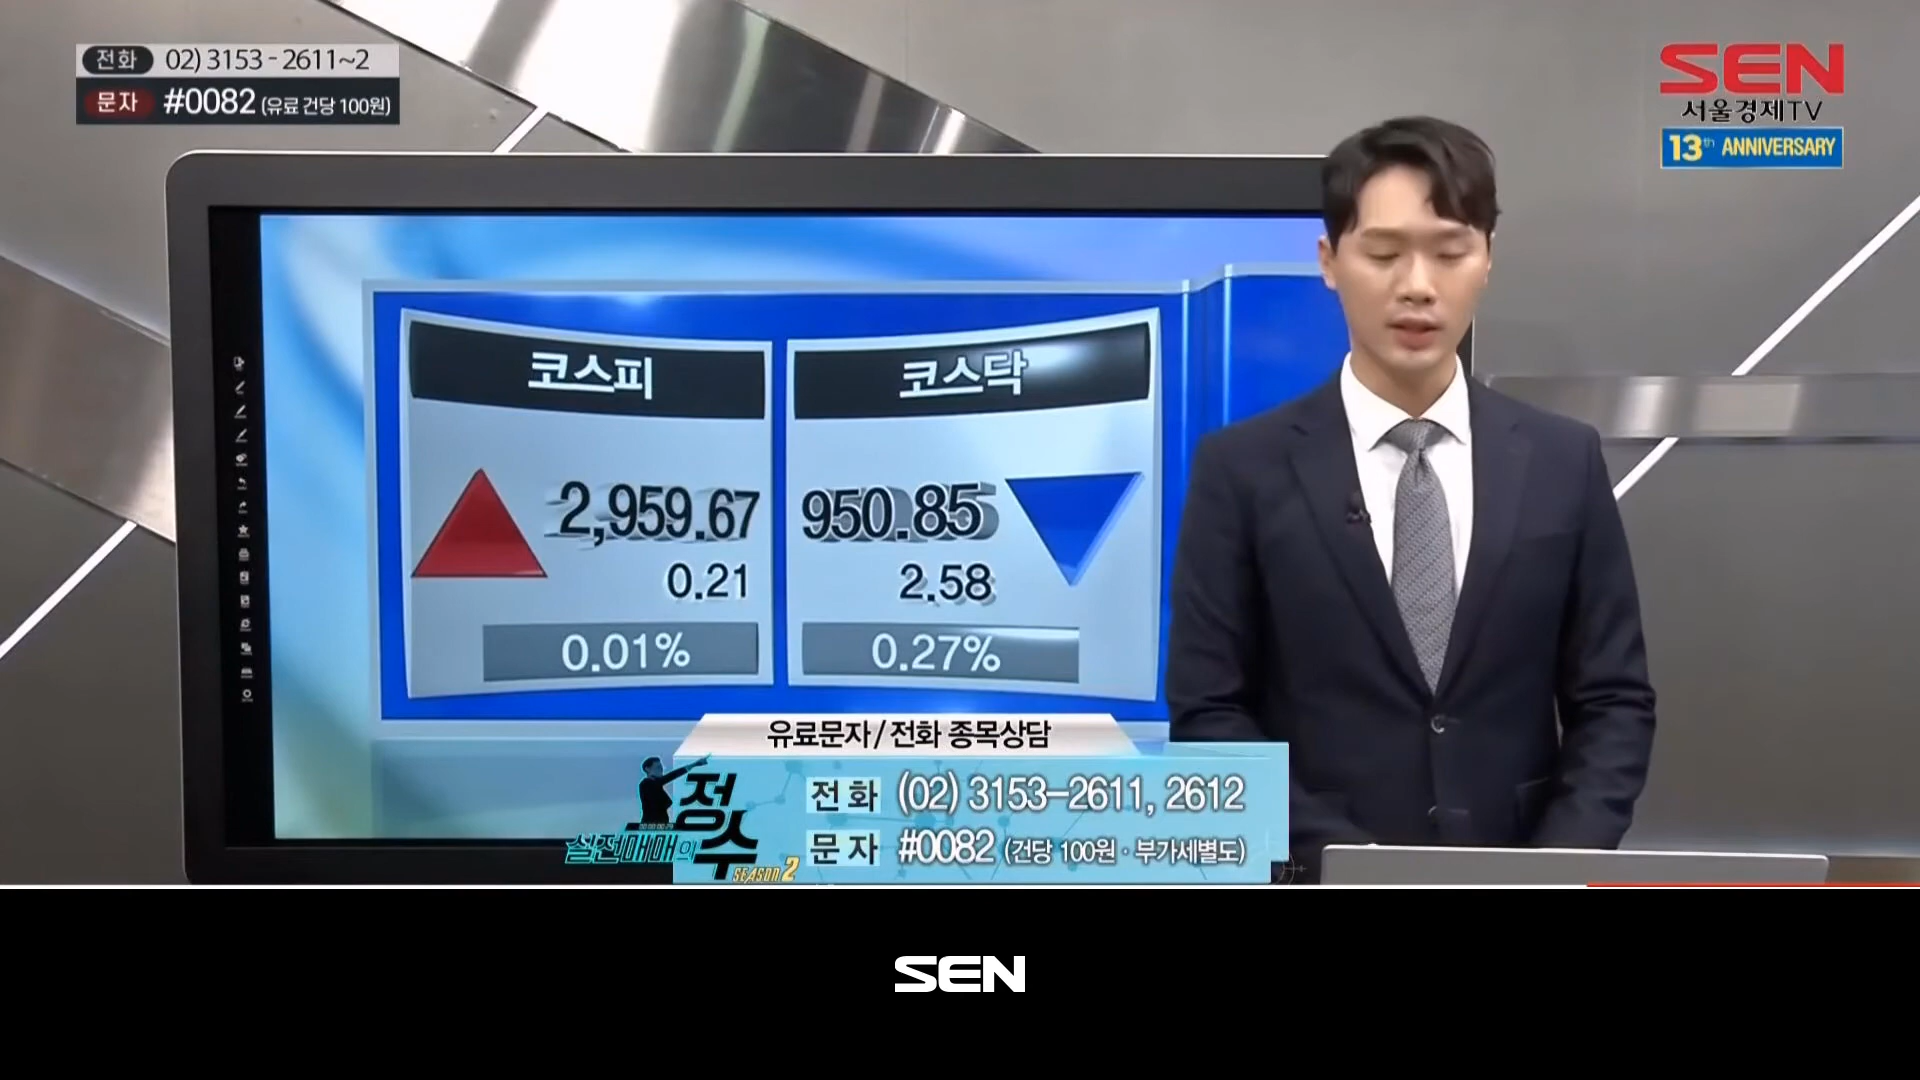 전화 02) 3153-2611~2
문자 #0082 (유료 건당 100원)
SEN
서울경제TV
13th ANNIVERSARY
코스피
2,959.67
0.21
0.01%
코스닥
950.85
2.58
0.27%
유료문자/전화 종목상담
실전매매의 정수 SEASON 2
전화 (02) 3153-2611, 2612
문자 #0082 (건당 100원·부가세별도)
SEN